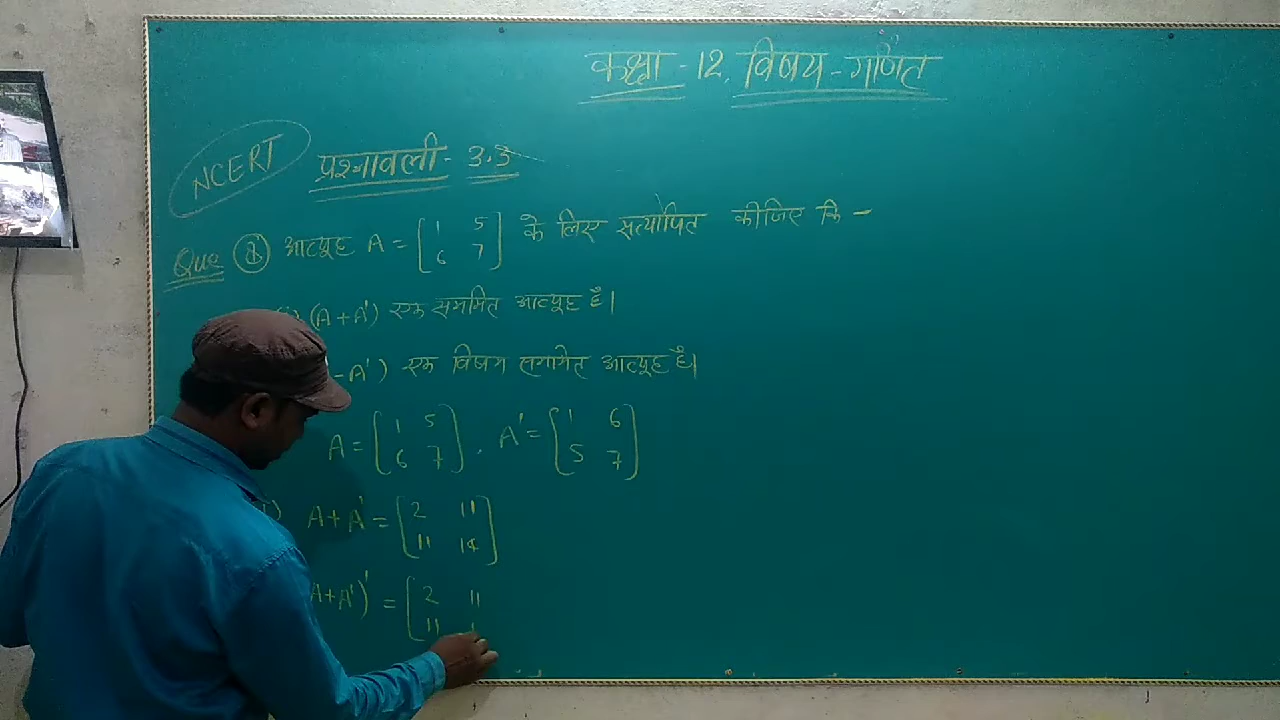 कक्षा - 12, विषय - गणित
NCERT प्रश्नावली - 3.3
Que 8 आव्यूह A = [1 5
6 7] के लिए सत्यापित कीजिए कि -
(A + A') एक सममित आव्यूह है।
- A') एक विषम सममित आव्यूह है।
A = [1 5
6 7] , A' = [1 6
5 7]
A + A' = [2 11
11 14]
A + A')' = [2 11
11